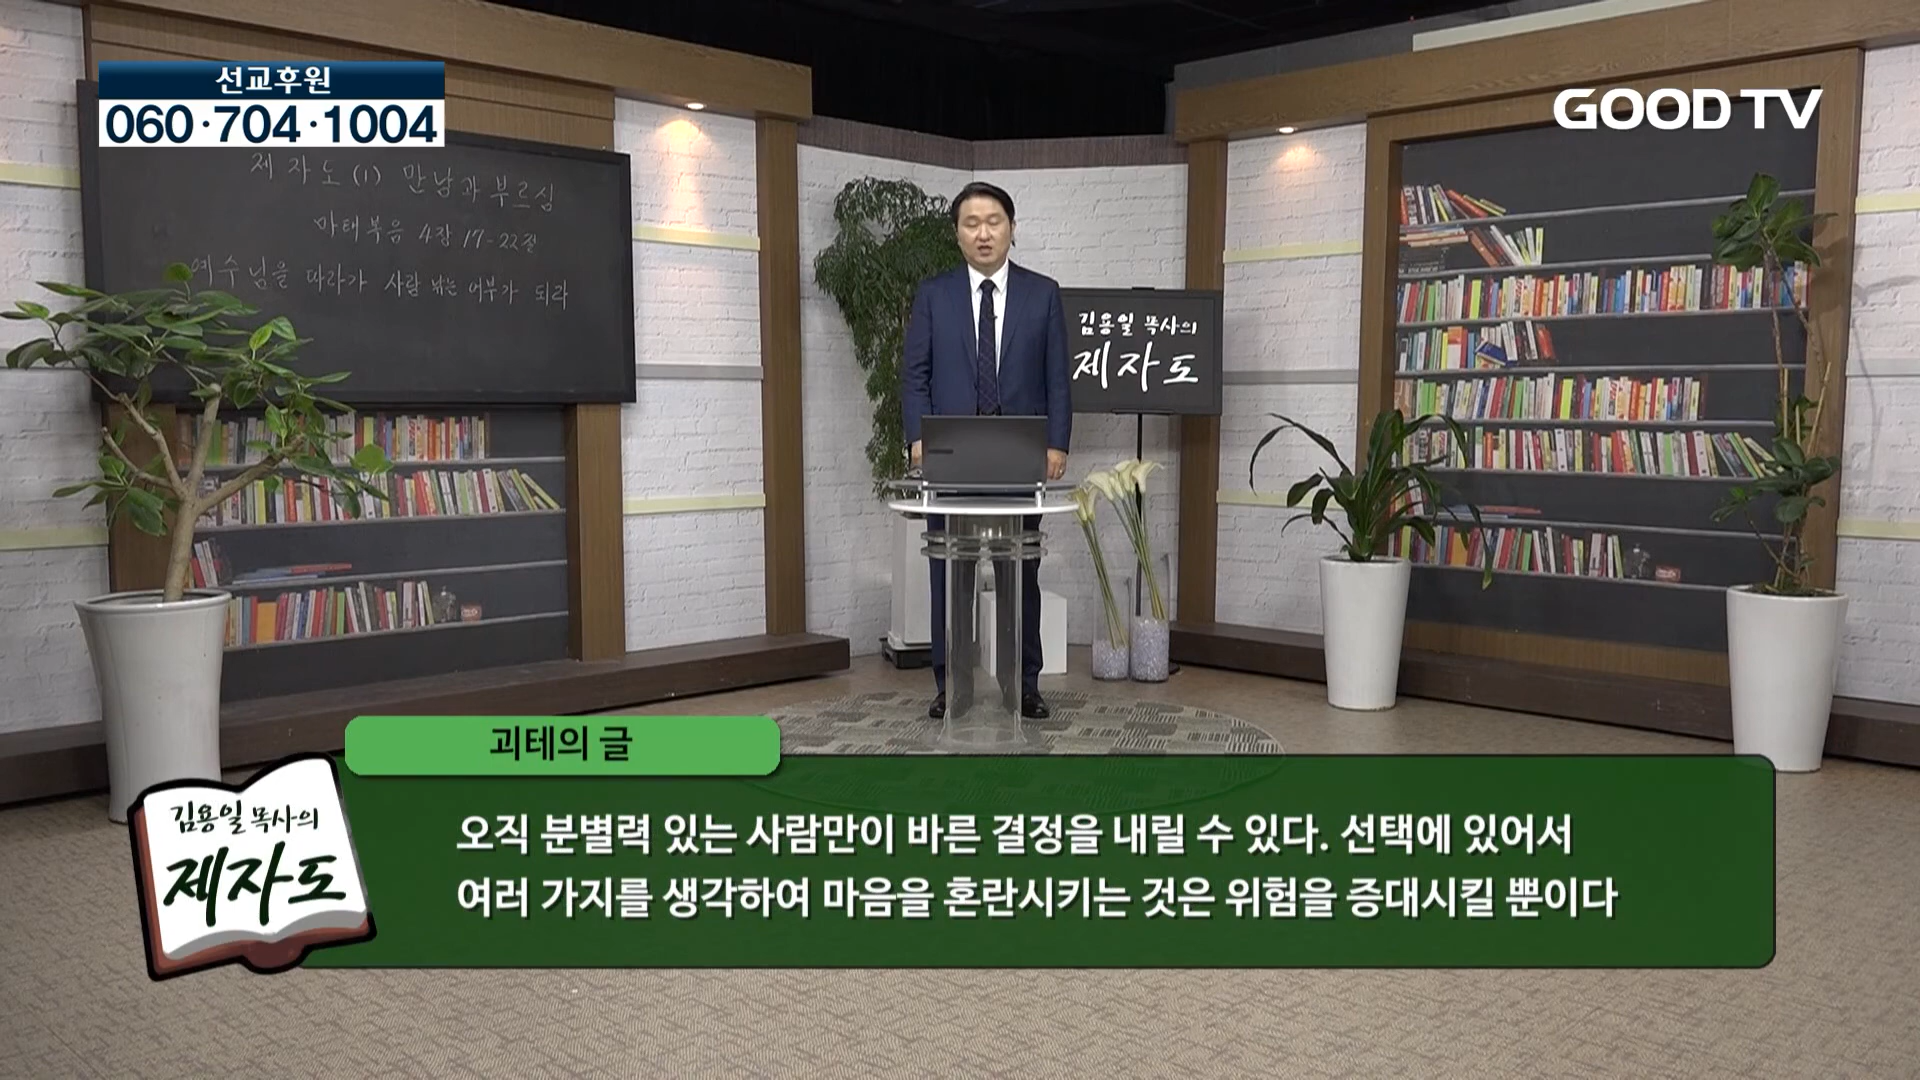 선교후원
060·704·1004
GOOD TV
제자도(1) 만남과 부르심
마태복음 4장 17-22절
예수님을 따라가 사람 낚는 어부가 되라
김용일 목사의
제자도
괴테의 글
김용일 목사의
제자도
오직 분별력 있는 사람만이 바른 결정을 내릴 수 있다. 선택에 있어서
여러 가지를 생각하여 마음을 혼란시키는 것은 위험을 증대시킬 뿐이다